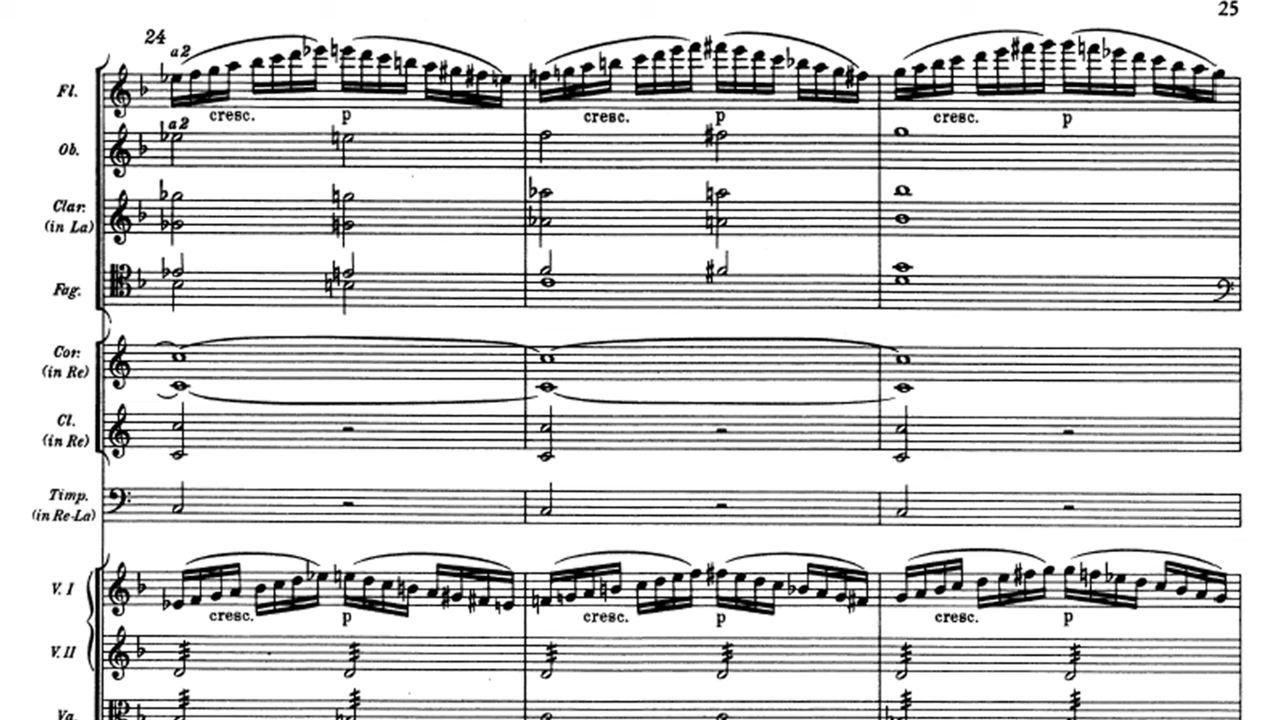 25
24
a2
Fl.
cresc. p cresc. p cresc. p
a2
Ob.
Clar.
(in La)
Fag.
Cor.
(in Re)
Cl.
(in Re)
Timp.
(in Re-La)
V. I
cresc. p cresc. p cresc. p
V. II
Va.